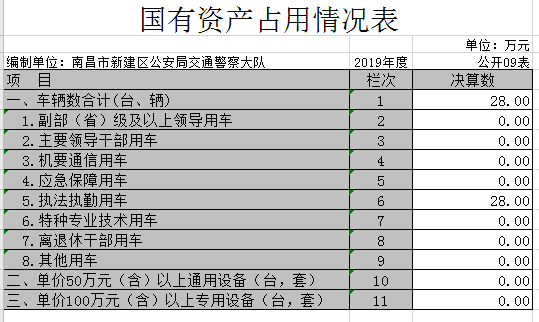 国有资产占用情况表
单位：万元
编制单位：南昌市新建区公安局交通警察大队 2019年度 公开09表
项 目 栏次 决算数
一、车辆数合计(台、辆) 1 28.00
1.副部（省）级及以上领导用车 2 0.00
2.主要领导干部用车 3 0.00
3.机要通信用车 4 0.00
4.应急保障用车 5 0.00
5.执法执勤用车 6 28.00
6.特种专业技术用车 7 0.00
7.离退休干部用车 8 0.00
8.其他用车 9 0.00
二、单价50万元（含）以上通用设备（台，套） 10 0.00
三、单价100万元（含）以上专用设备（台，套） 11 0.00